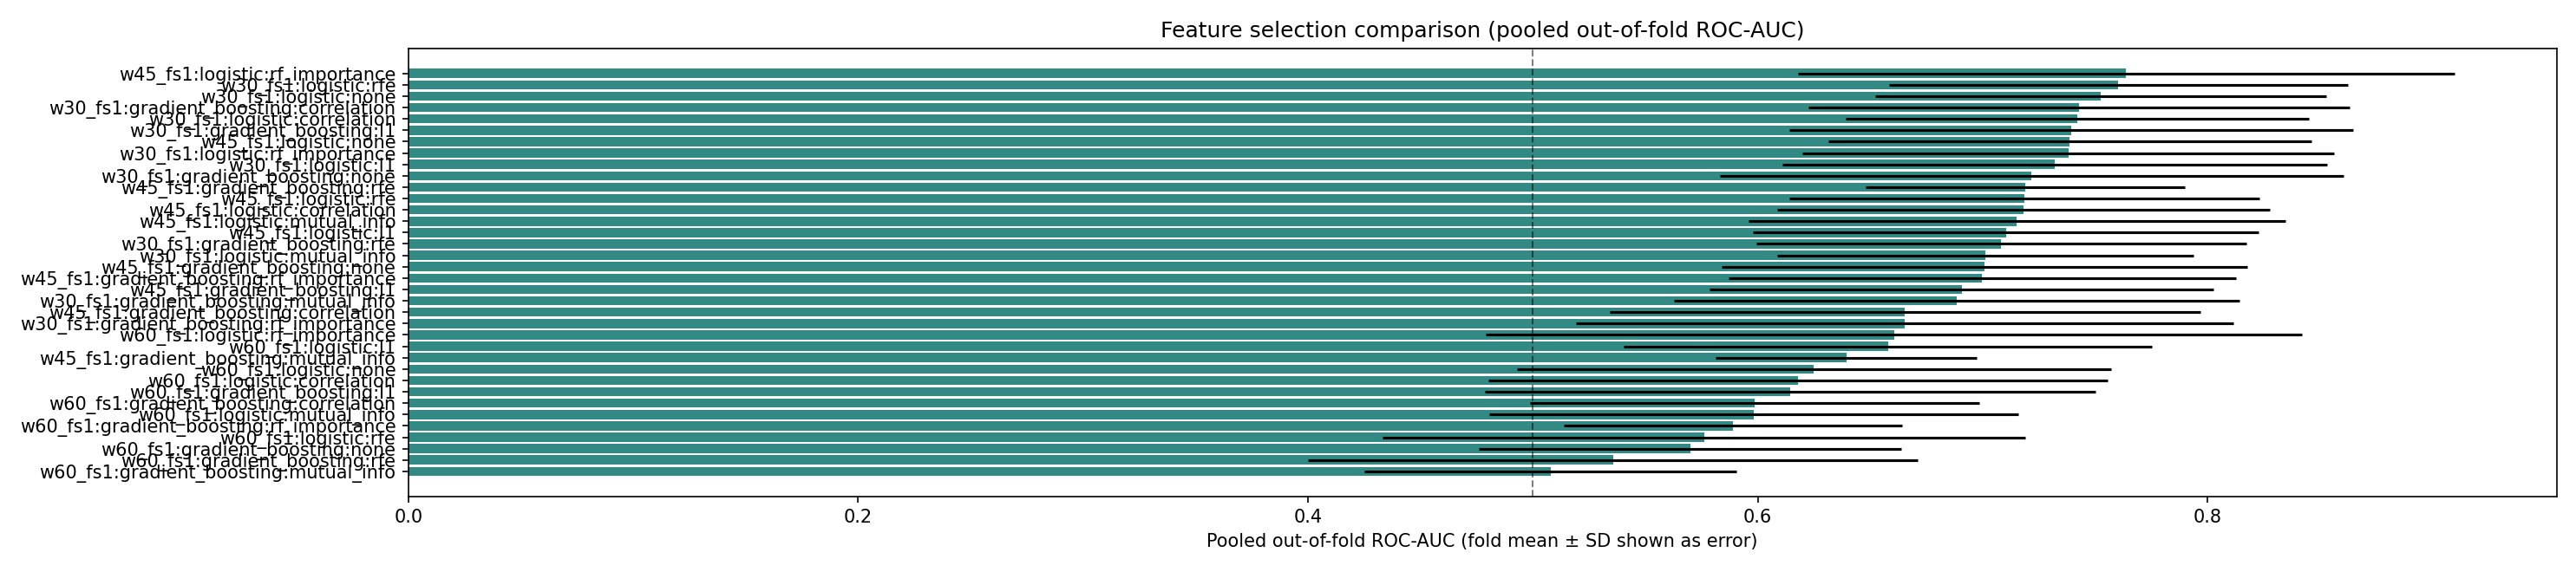 Feature selection comparison (pooled out-of-fold ROC-AUC)
w45_fs1:logistic:rf_importance
w30_fs1:logistic:rfe
w30_fs1:logistic:none
w30_fs1:gradient_boosting:correlation
w30_fs1:logistic:correlation
w30_fs1:gradient_boosting:l1
w45_fs1:logistic:none
w30_fs1:logistic:rf_importance
w30_fs1:logistic:l1
w30_fs1:gradient_boosting:none
w45_fs1:gradient_boosting:rfe
w45_fs1:logistic:rfe
w45_fs1:logistic:correlation
w45_fs1:logistic:mutual_info
w45_fs1:logistic:l1
w30_fs1:gradient_boosting:rfe
w30_fs1:logistic:mutual_info
w45_fs1:gradient_boosting:none
w45_fs1:gradient_boosting:rf_importance
w45_fs1:gradient_boosting:l1
w30_fs1:gradient_boosting:mutual_info
w45_fs1:gradient_boosting:correlation
w30_fs1:gradient_boosting:rf_importance
w60_fs1:logistic:rf_importance
w60_fs1:logistic:l1
w45_fs1:gradient_boosting:mutual_info
w60_fs1:logistic:none
w60_fs1:logistic:correlation
w60_fs1:gradient_boosting:l1
w60_fs1:gradient_boosting:correlation
w60_fs1:logistic:mutual_info
w60_fs1:gradient_boosting:rf_importance
w60_fs1:logistic:rfe
w60_fs1:gradient_boosting:none
w60_fs1:gradient_boosting:rfe
w60_fs1:gradient_boosting:mutual_info
0.0 0.2 0.4 0.6 0.8
Pooled out-of-fold ROC-AUC (fold mean ± SD shown as error)